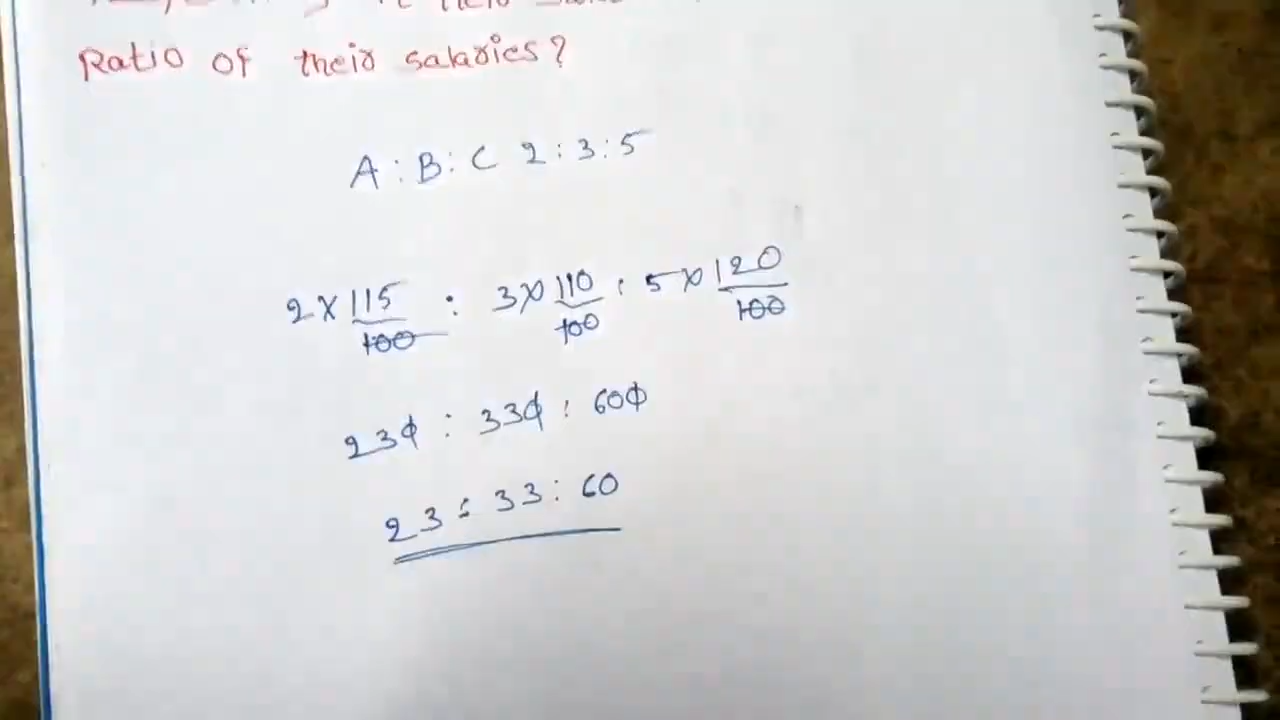 Ratio of their salaries?
A : B : C 2 : 3 : 5
2 × 115/100 : 3 × 110/100 : 5 × 120/100
230 : 330 : 600
23 : 33 : 60